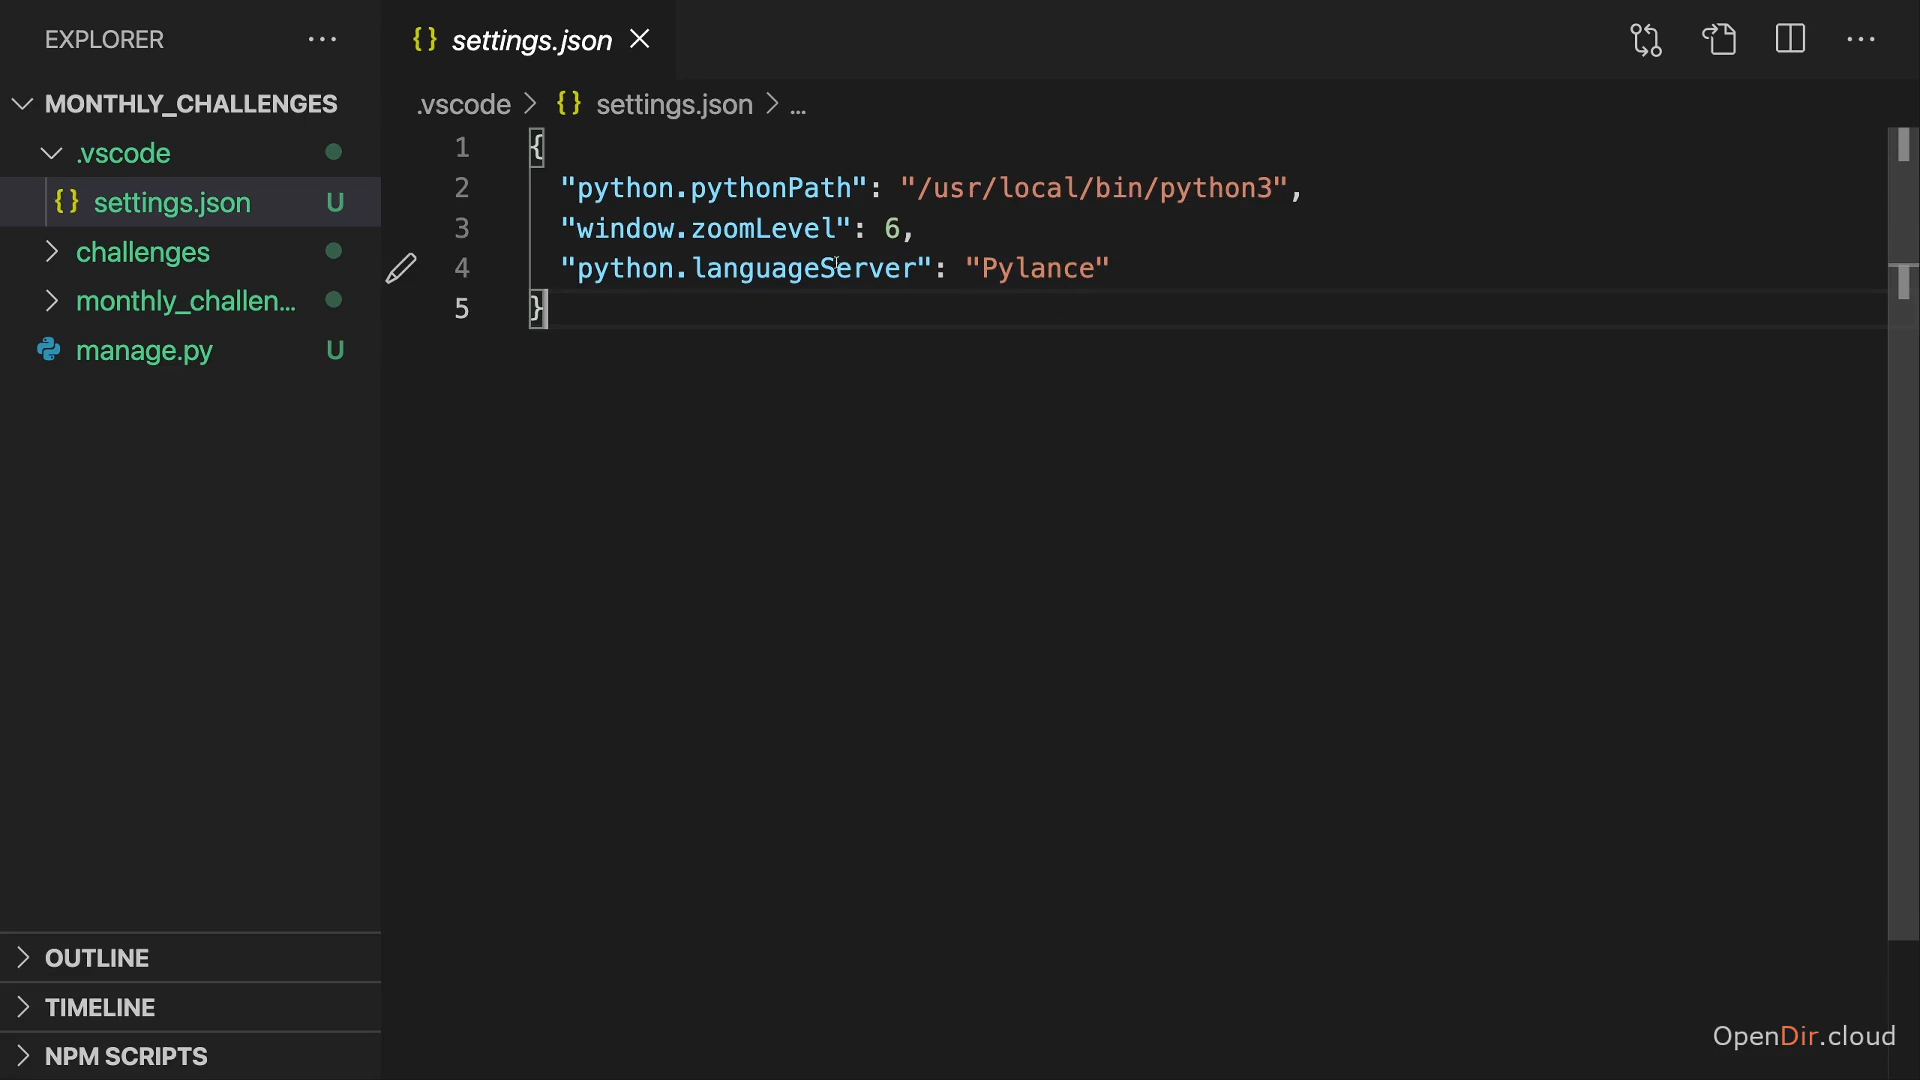 EXPLORER ...
MONTHLY_CHALLENGES
.vscode
{} settings.json U
challenges
monthly_challen...
manage.py U
OUTLINE
TIMELINE
NPM SCRIPTS
{} settings.json
.vscode > {} settings.json > ...
1 {
2 "python.pythonPath": "/usr/local/bin/python3",
3 "window.zoomLevel": 6,
4 "python.languageServer": "Pylance"
5 }
OpenDir.cloud